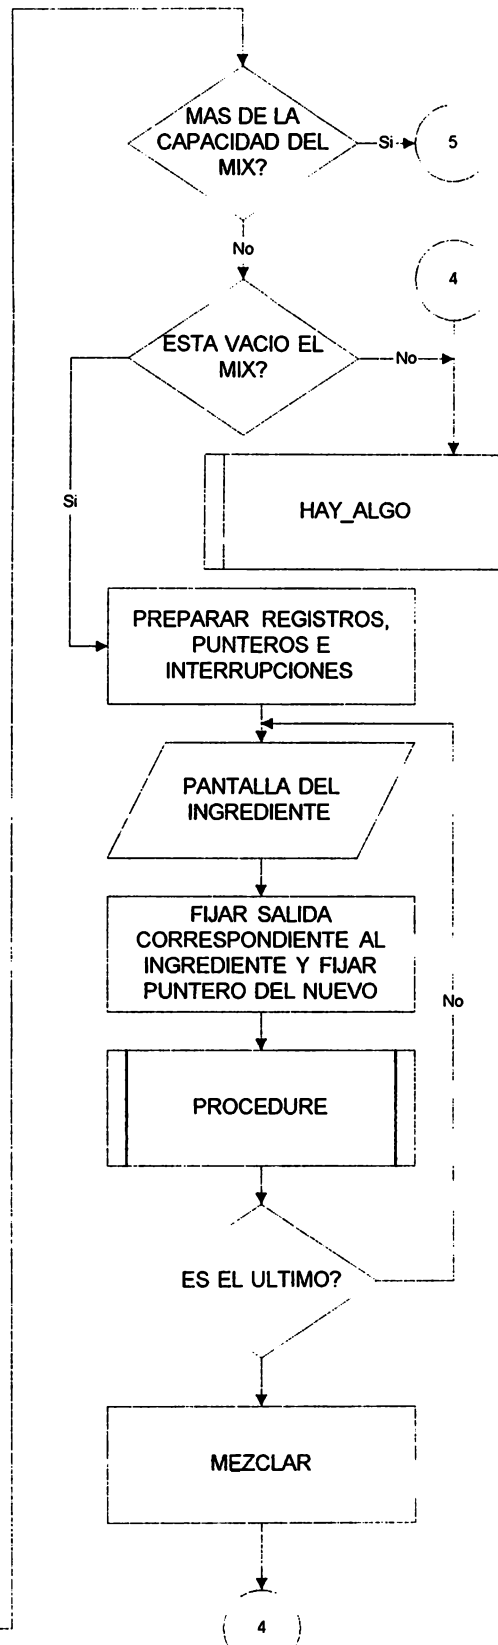 MAS DE LA
CAPACIDAD DEL
MIX?
Si
5
No
4
ESTA VACIO EL
MIX?
No
Si
HAY_ALGO
PREPARAR REGISTROS,
PUNTEROS E
INTERRUPCIONES
PANTALLA DEL
INGREDIENTE
FIJAR SALIDA
CORRESPONDIENTE AL
INGREDIENTE Y FIJAR
PUNTERO DEL NUEVO
No
PROCEDURE
ES EL ULTIMO?
MEZCLAR
4